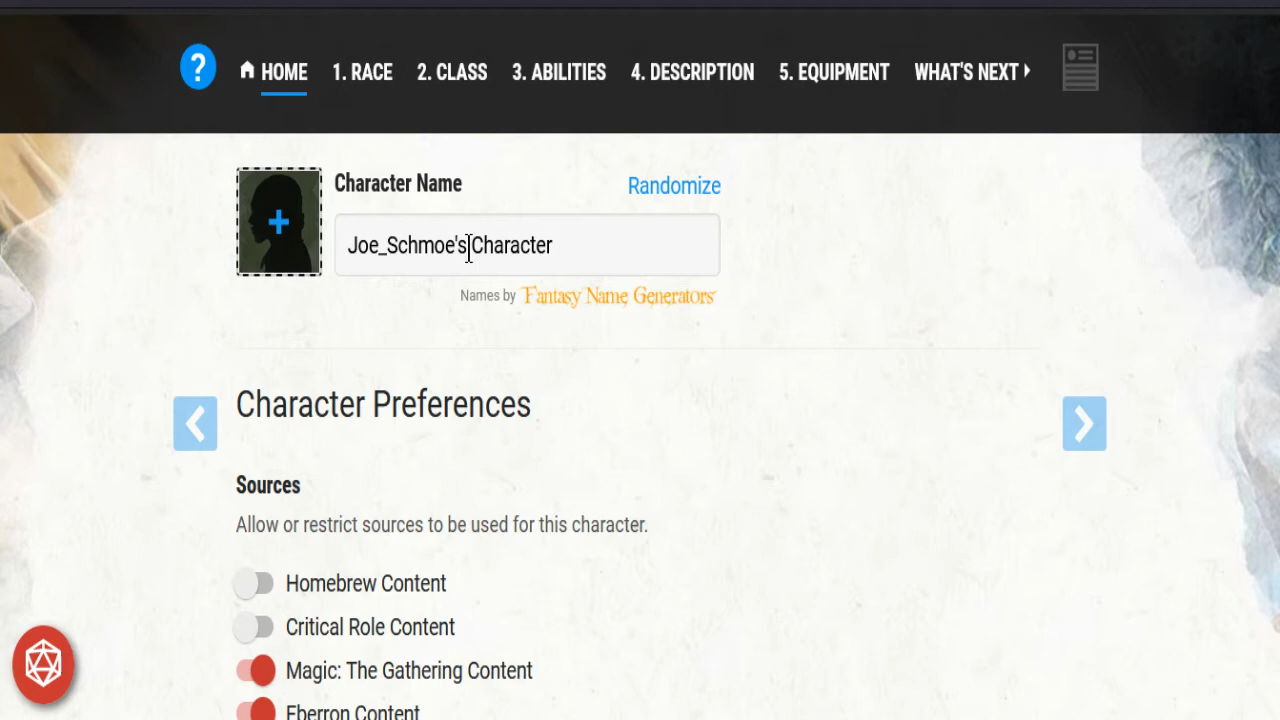 ? HOME 1. RACE 2. CLASS 3. ABILITIES 4. DESCRIPTION 5. EQUIPMENT WHAT'S NEXT
Character Name Randomize
Joe_Schmoe's Character
Names by Fantasy Name Generators
Character Preferences
Sources
Allow or restrict sources to be used for this character.
Homebrew Content
Critical Role Content
Magic: The Gathering Content
Eberron Content